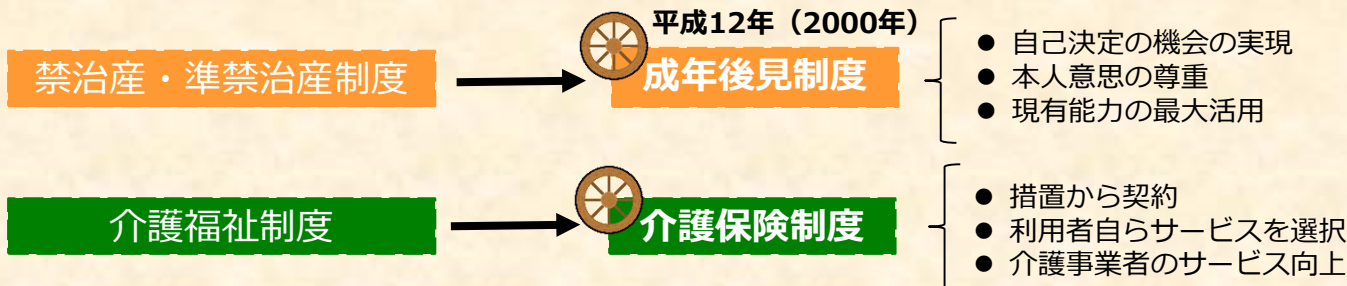 平成12年（2000年）
禁治産・準禁治産制度
成年後見制度
● 自己決定の機会の実現
● 本人意思の尊重
● 現有能力の最大活用
介護福祉制度
介護保険制度
● 措置から契約
● 利用者自らサービスを選択
● 介護事業者のサービス向上